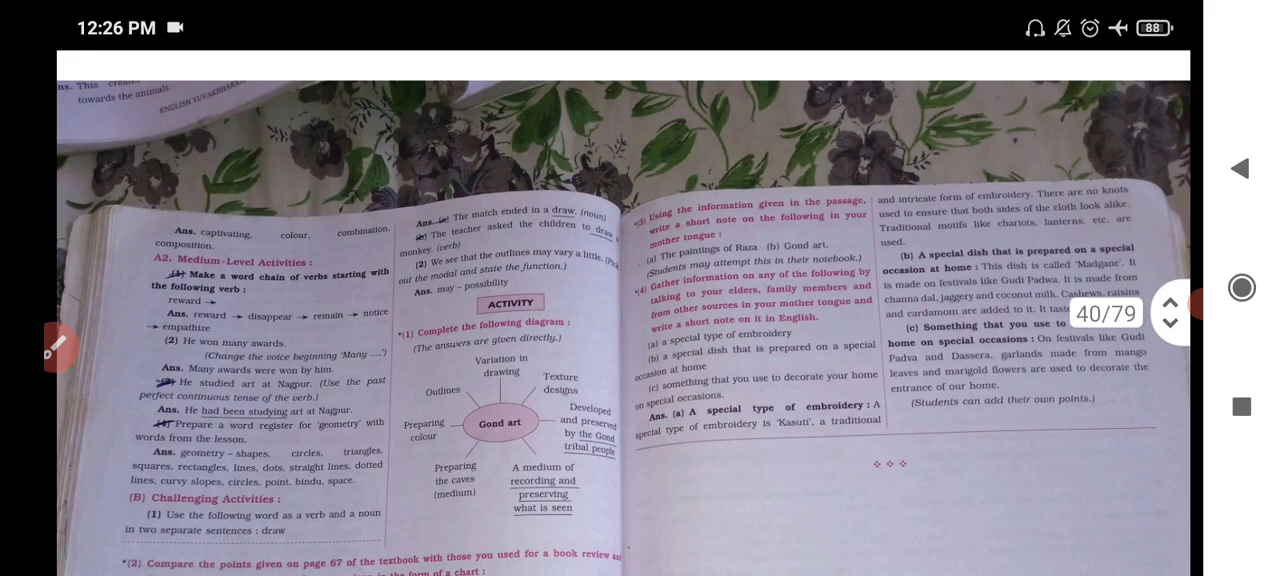 12:26 PM
88
ns. This
towards the animals.
ENGLISH YUVAKBHARATI
Ans. captivating, colour, combination,
composition.
A2. Medium-Level Activities :
(1) Make a word chain of verbs starting with
the following verb :
reward →
Ans. reward → disappear → remain → notice
→ empathize
(2) He won many awards.
(Change the voice beginning 'Many ....')
Ans. Many awards were won by him.
(3) He studied art at Nagpur. (Use the past
perfect continuous tense of the verb.)
Ans. He had been studying art at Nagpur.
(4) Prepare a word register for 'geometry' with
words from the lesson.
Ans. geometry – shapes, circles, triangles,
squares, rectangles, lines, dots, straight lines, dotted
lines, curvy slopes, circles, point, bindu, space.
(B) Challenging Activities :
(1) Use the following word as a verb and a noun
in two separate sentences : draw
Ans. (a) The match ended in a draw. (noun)
The teacher asked the children to draw
monkey. (verb)
(2) We see that the outlines may vary a little. (Pick
out the modal and state the function.)
Ans. may – possibility
ACTIVITY
*(1) Complete the following diagram :
(The answers are given directly.)
Variation in
drawing
Outlines
Texture
designs
Preparing
colour
Gond art
Developed
and preserved
by the Gond
tribal people
Preparing
the caves
(medium)
A medium of
recording and
preserving
what is seen
*(2) Compare the points given on page 67 of the textbook with those you used for a book review
in the form of a chart :
*(3) Using the information given in the passage,
write a short note on the following in your
mother tongue :
(a) The paintings of Raza (b) Gond art.
(Students may attempt this in their notebook.)
*(4) Gather information on any of the following by
talking to your elders, family members and
from other sources in your mother tongue and
write a short note on it in English.
(a) a special type of embroidery
(b) a special dish that is prepared on a special
occasion at home
(c) something that you use to decorate your home
on special occasions.
Ans. (a) A special type of embroidery : A
special type of embroidery is 'Kasuti', a traditional
and intricate form of embroidery. There are no knots
used to ensure that both sides of the cloth look alike.
Traditional motifs like chariots, lanterns, etc. are
used.
(b) A special dish that is prepared on a special
occasion at home : This dish is called 'Madgane'. It
is made on festivals like Gudi Padwa. It is made from
channa dal, jaggery and coconut milk. Cashews, raisins
and cardamom are added to it. It
(c) Something that you use to
home on special occasions : On festivals like Gudi
Padva and Dassera, garlands made from mango
leaves and marigold flowers are used to decorate the
entrance of our home.
(Students can add their own points.)
40/79